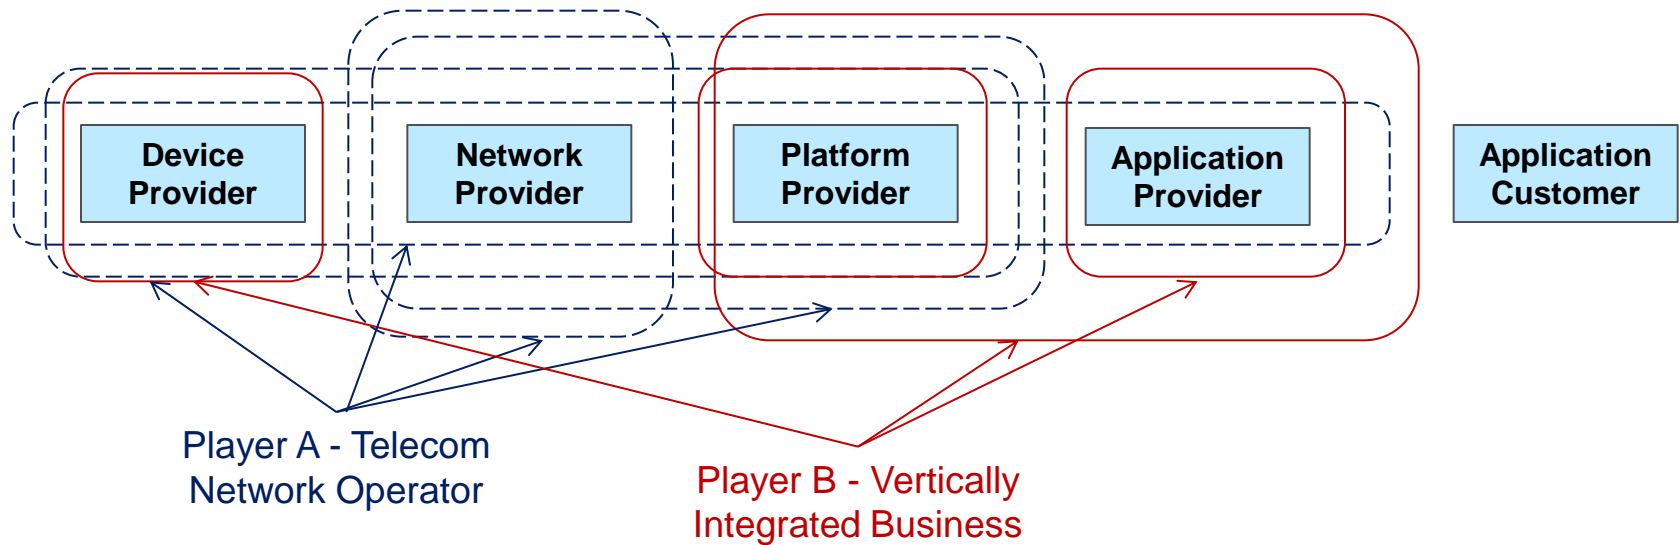 Device
Provider
Network
Provider
Platform
Provider
Application
Provider
Application
Customer
Player A - Telecom
Network Operator
Player B - Vertically
Integrated Business